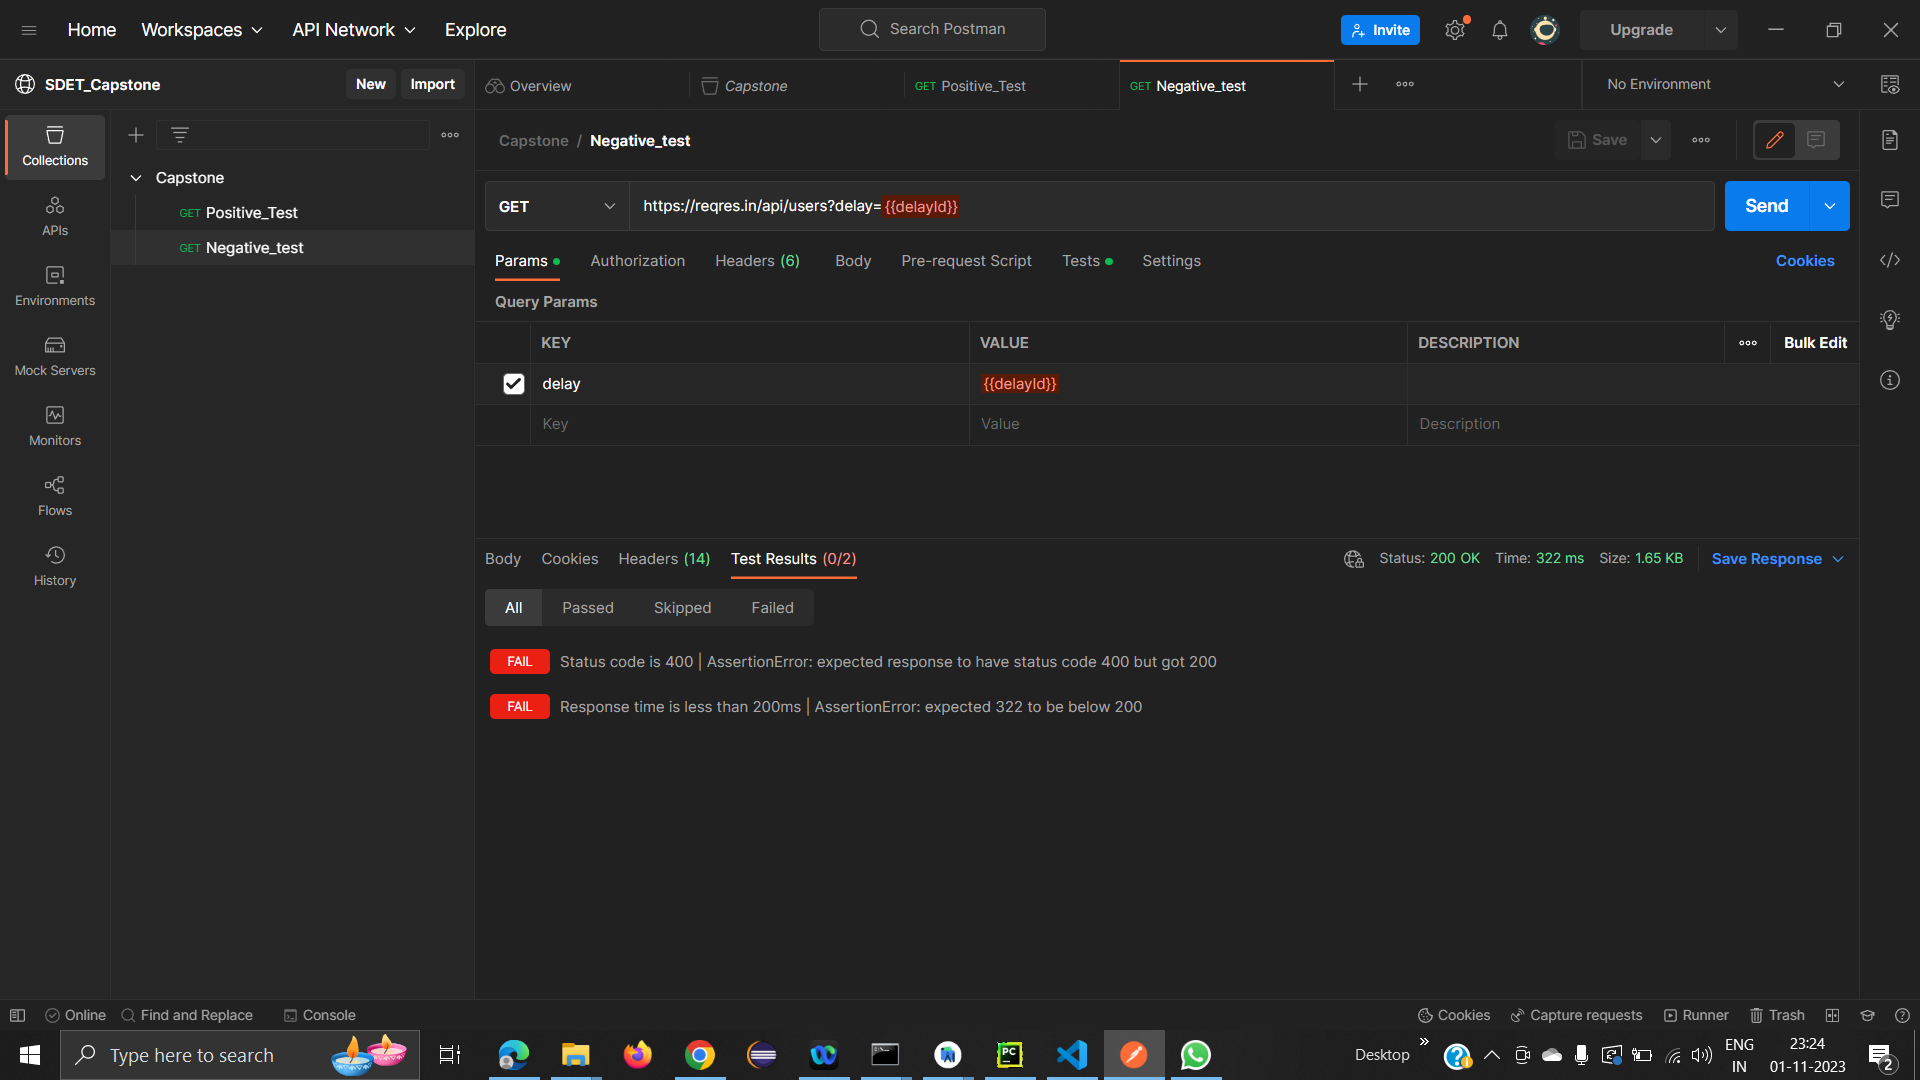 Home Workspaces API Network Explore Search Postman Invite Upgrade
SDET_Capstone New Import Overview Capstone GET Positive_Test GET Negative_test No Environment
Collections
APIs
Environments
Mock Servers
Monitors
Flows
History
Capstone
GET Positive_Test
GET Negative_test
Capstone / Negative_test Save
GET https://reqres.in/api/users?delay={{delayId}} Send
Params Authorization Headers (6) Body Pre-request Script Tests Settings Cookies
Query Params
KEY VALUE DESCRIPTION Bulk Edit
delay {{delayId}}
Key Value Description
Body Cookies Headers (14) Test Results (0/2) Status: 200 OK Time: 322 ms Size: 1.65 KB Save Response
All Passed Skipped Failed
FAIL Status code is 400 | AssertionError: expected response to have status code 400 but got 200
FAIL Response time is less than 200ms | AssertionError: expected 322 to be below 200
Online Find and Replace Console Cookies Capture requests Runner Trash
Type here to search PC Desktop ENG 23:24
IN 01-11-2023 2